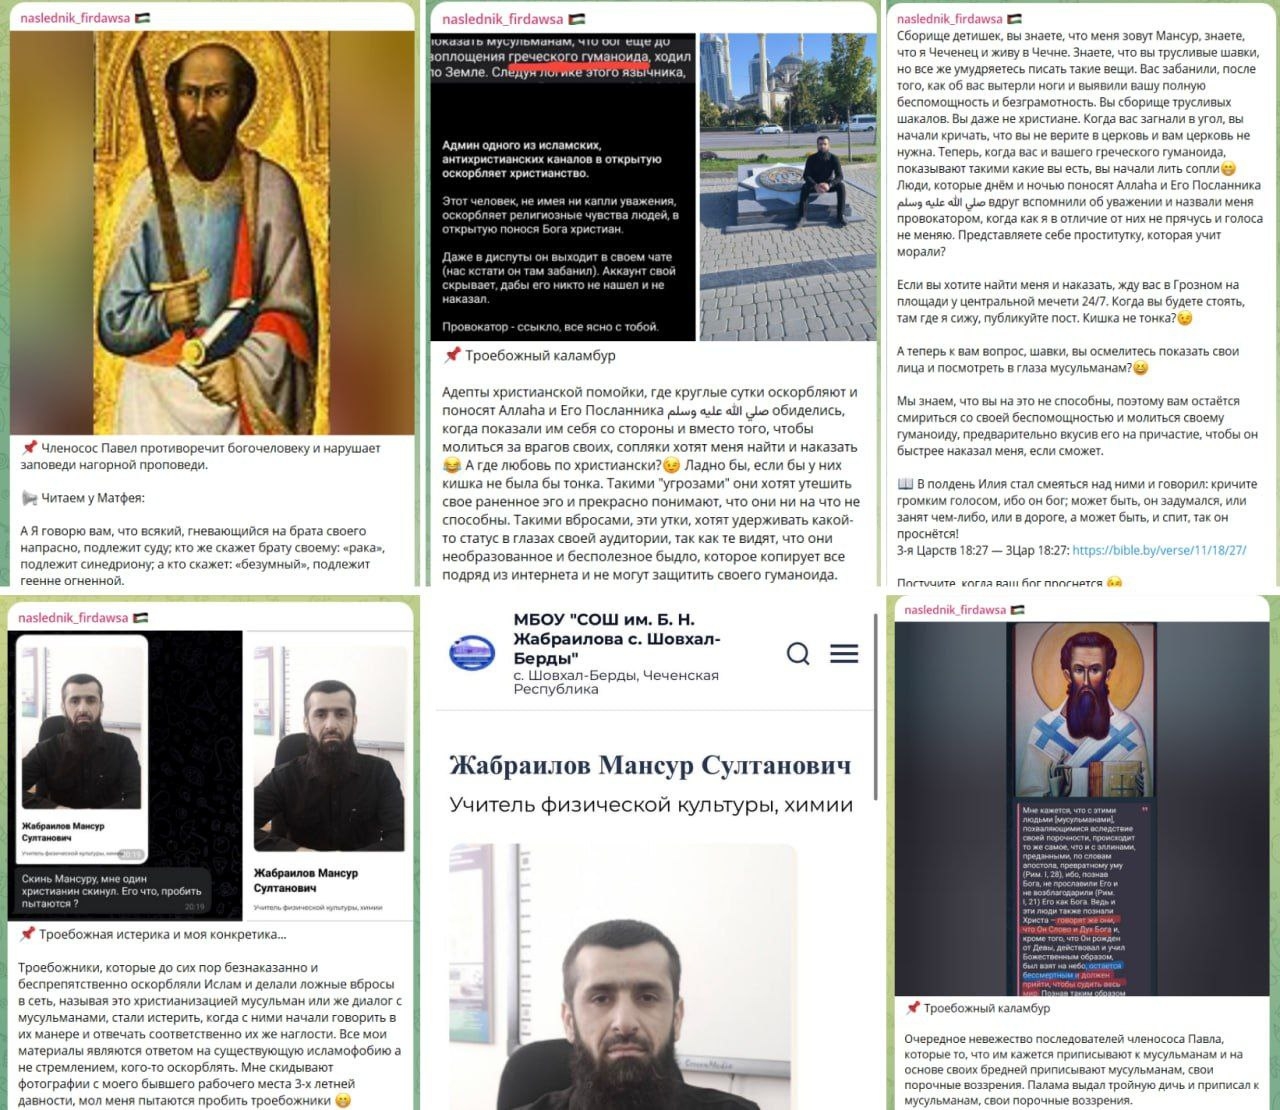 naslednik_firdawsa 🇵🇸
📌 Членосос Павел противоречит богочеловеку и нарушает
заповеди нагорной проповеди.
📢 Читаем у Матфея:
А Я говорю вам, что всякий, гневающийся на брата своего
напрасно, подлежит суду; кто же скажет брату своему: «рака»,
подлежит синедриону; а кто скажет: «безумный», подлежит
геенне огненной.
naslednik_firdawsa 🇵🇸
показать мусульманам, что бог еще до
воплощения греческого гуманоида, ходил
по Земле. Следуя логике этого язычника,
Админ одного из исламских,
антихристианских каналов в открытую
оскорбляет христианство.
Этот человек, не имея ни капли уважения,
оскорбляет религиозные чувства людей, в
открытую понося Бога христиан.
Даже в диспуты он выходит в своем чате
(нас кстати он там забанил). Аккаунт свой
скрывает, дабы его никто не нашел и не
наказал.
Провокатор - ссыкло, все ясно с тобой.
📌 Троебожный каламбур
Адепты христианской помойки, где круглые сутки оскорбляют и
поносят Аллаhа и Его Посланника صلي الله عليه وسلم обиделись,
когда показали им себя со стороны и вместо того, чтобы
молиться за врагов своих, сопляки хотят меня найти и наказать
😂 А где любовь по христиански?😉 Ладно бы, если бы у них
кишка не была бы тонка. Такими "угрозами" они хотят утешить
свое раненное эго и прекрасно понимают, что они ни на что не
способны. Такими вбросами, эти утки, хотят удерживать какой-
то статус в глазах своей аудитории, так как те видят, что они
необразованное и бесполезное быдло, которое копирует все
подряд из интернета и не могут защитить своего гуманоида.
naslednik_firdawsa 🇵🇸
Сборище детишек, вы знаете, что меня зовут Мансур, знаете,
что я Чеченец и живу в Чечне. Знаете, что вы трусливые шавки,
но все же умудряетесь писать такие вещи. Вас забанили, после
того, как об вас вытерли ноги и выявили вашу полную
беспомощность и безграмотность. Вы сборище трусливых
шакалов. Вы даже не христиане. Когда вас загнали в угол, вы
начали кричать, что вы не верите в церковь и вам церковь не
нужна. Теперь, когда вас и вашего греческого гуманоида,
показывают такими какие вы есть, вы начали лить сопли😁
Люди, которые днём и ночью поносят Аллаhа и Его Посланника
صلي الله عليه وسلم вдруг вспомнили об уважении и назвали меня
провокатором, когда как я в отличие от них не прячусь и голоса
не меняю. Представляете себе проститутку, которая учит
морали?
Если вы хотите найти меня и наказать, жду вас в Грозном на
площади у центральной мечети 24/7. Когда вы будете стоять,
там где я сижу, публикуйте пост. Кишка не тонка?😉
А теперь к вам вопрос, шавки, вы осмелитесь показать свои
лица и посмотреть в глаза мусульманам?😄
Мы знаем, что вы на это не способны, поэтому вам остаётся
смириться со своей беспомощностью и молиться своему
гуманоиду, предварительно вкусив его на причастие, чтобы он
быстрее наказал меня, если сможет.
📖 В полдень Илия стал смеяться над ними и говорил: кричите
громким голосом, ибо он бог; может быть, он задумался, или
занят чем-либо, или в дороге, а может быть, и спит, так он
проснётся!
3-я Царств 18:27 — 3Цар 18:27: https://bible.by/verse/11/18/27/
Постучите, когда ваш бог проснется 😉
naslednik_firdawsa 🇵🇸
Жабраилов Мансур
Султанович
Учитель физической культуры, химии
20:19
Скинь Мансуру, мне один
христианин скинул. Его что, пробить
пытаются ?
20:19
Жабраилов Мансур
Султанович
Учитель физической культуры, химии
📌 Троебожная истерика и моя конкретика...
Троебожники, которые до сих пор безнаказанно и
беспрепятственно оскорбляли Ислам и делали ложные вбросы
в сеть, называя это христианизацией мусульман или же диалог с
мусульманами, стали истерить, когда с ними начали говорить в
их манере и отвечать соответственно их же наглости. Все мои
материалы являются ответом на существующую исламофобию а
не стремлением, кого-то оскорблять. Мне скидывают
фотографии с моего бывшего рабочего места 3-х летней
давности, мол меня пытаются пробить троебожники 😁
МБОУ "СОШ им. Б. Н.
Жабраилова с. Шовхал-
Берды"
с. Шовхал-Берды, Чеченская
Республика
Жабраилов Мансур Султанович
Учитель физической культуры, химии
naslednik_firdawsa 🇵🇸
Мне кажется, что с этими
людьми [мусульманами],
похваляющимися вследствие
своей порочности, происходит
то же самое, что и с эллинами,
преданными, по словам
апостола, превратному уму
(Рим. I, 28), ибо, познав
Бога, не прославили Его и
не возблагодарили (Рим.
I, 21) Его как Бога. Ведь и
эти люди также познали
Христа – говорят же они,
что Он Слово и Дух Бога и,
кроме того, что Он рожден
от Девы, действовал и учил
Божественным образом,
был взят на небо, остается
бессмертным и должен
прийти, чтобы судить весь
мир. Познав таким образом
📌 Троебожный каламбур
Очередное невежество последователей членососа Павла,
которые то, что им кажется приписывают к мусульманам и на
основе своих бредней приписывают мусульманам, свои
порочные воззрения. Палама выдал тройную дичь и приписал к
мусульманам, свои порочные воззрения.